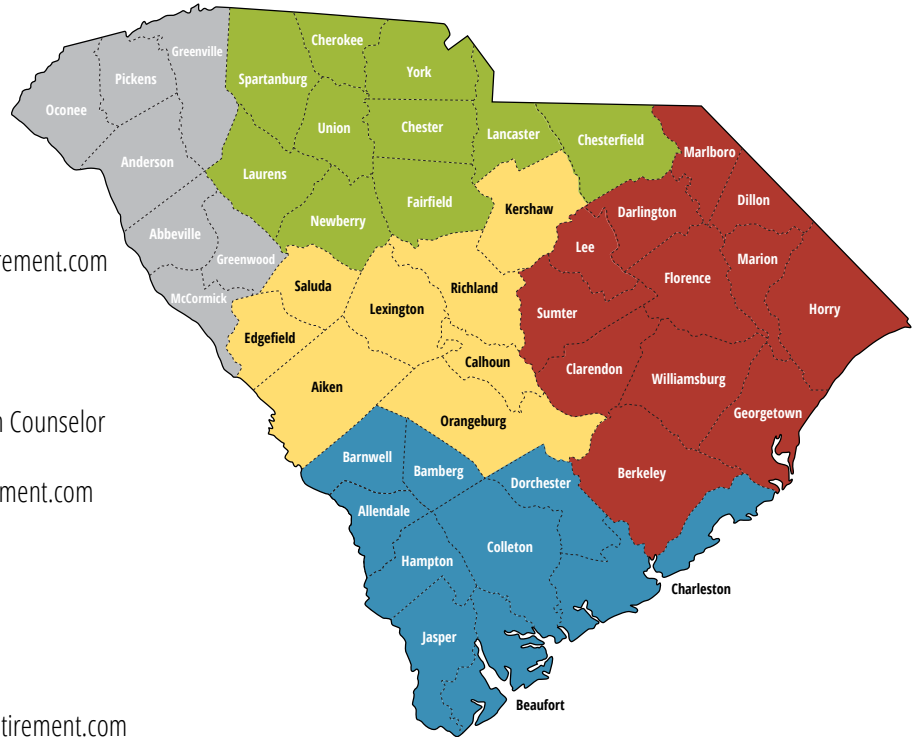 Cherokee
Greenville
York
Pickens
Spartanburg
Oconee
Union
Chester
Lancaster
Chesterfield
Marlboro
Anderson
Laurens
Dillon
Fairfield
Kershaw
Darlington
Newberry
Abbeville
Lee
Greenwood
Marion
rement.com
Saluda
Richland
Florence
McCormick
Lexington
Sumter
Horry
Edgefield
Calhoun
Clarendon
Williamsburg
Aiken
Georgetown
n Counselor
Orangeburg
Barnwell
Bamberg
Berkeley
Dorchester
ement.com
Allendale
Colleton
Hampton
Charleston
Jasper
Beaufort
tirement.com